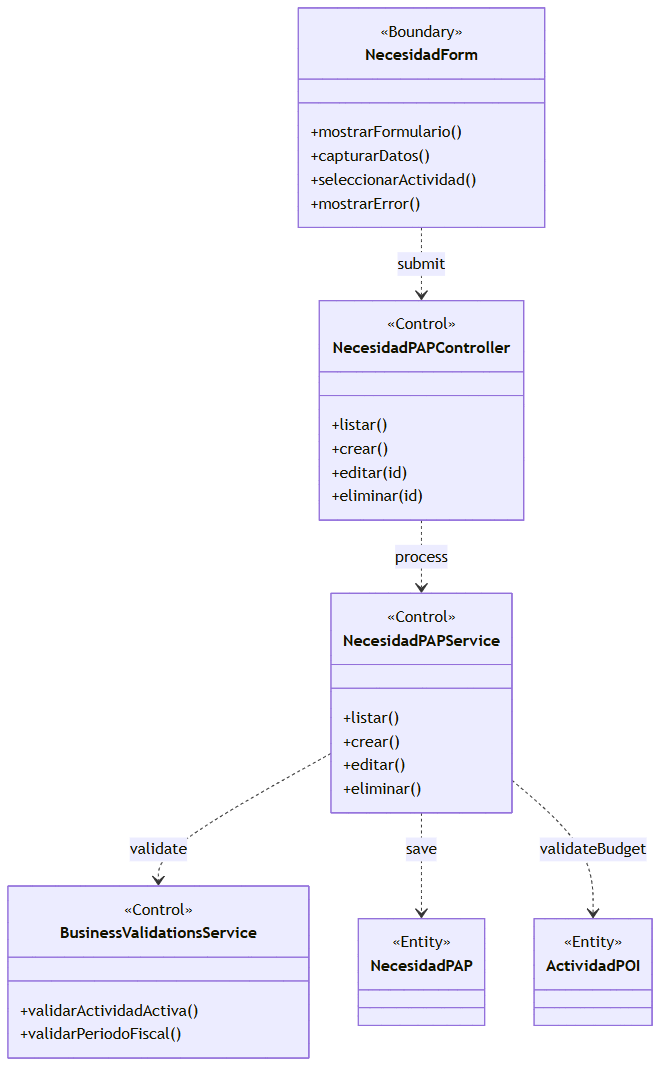 «Boundary»
NecesidadForm
+mostrarFormulario()
+capturarDatos()
+seleccionarActividad()
+mostrarError()
submit
«Control»
NecesidadPAPController
+listar()
+crear()
+editar(id)
+eliminar(id)
process
«Control»
NecesidadPAPService
+listar()
+crear()
+editar()
+eliminar()
validate
save
validateBudget
«Control»
BusinessValidationsService
+validarActividadActiva()
+validarPeriodoFiscal()
«Entity»
NecesidadPAP
«Entity»
ActividadPOI